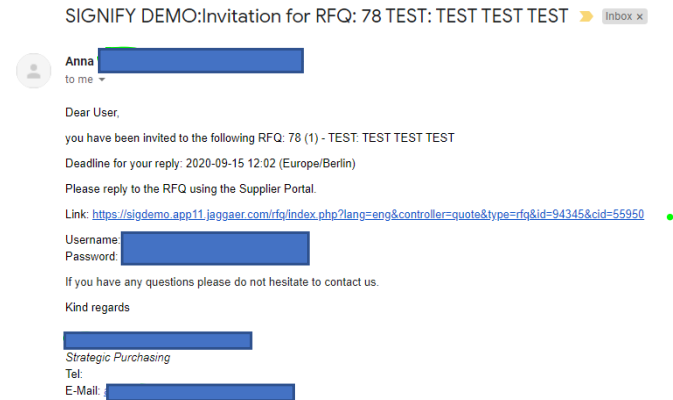 SIGNIFY DEMO:Invitation for RFQ: 78 TEST: TEST TEST TEST Inbox x
Anna
to me
Dear User,
you have been invited to the following RFQ: 78 (1) - TEST: TEST TEST TEST
Deadline for your reply: 2020-09-15 12:02 (Europe/Berlin)
Please reply to the RFQ using the Supplier Portal.
Link: https://sigdemo.app11.jaggaer.com/rfq/index.php?lang=eng&controller=quote&type=rfq&id=94345&cid=55950
Username:
Password:
If you have any questions please do not hesitate to contact us.
Kind regards
Strategic Purchasing
Tel:
E-Mail: